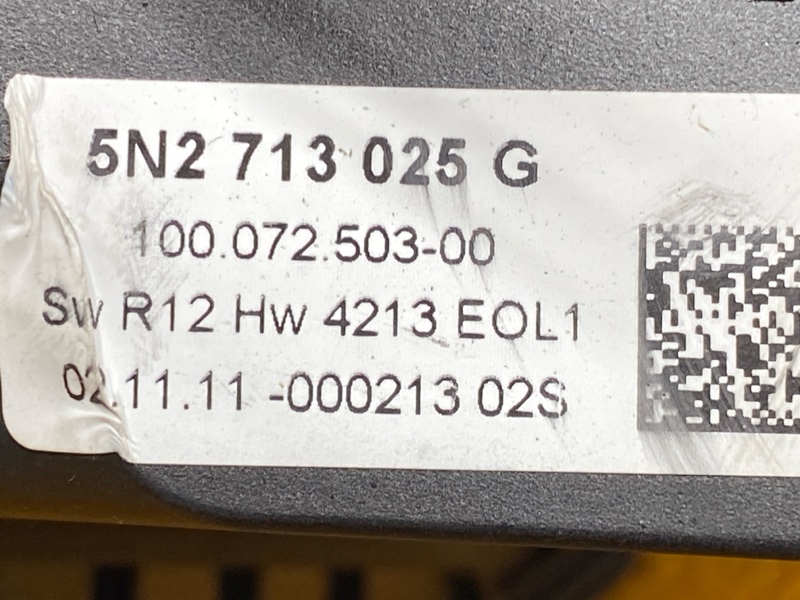 5N2 713 025 G
100.072.503-00
SW R12 HW 4213 EOL1
02.11.11 -000213 02S